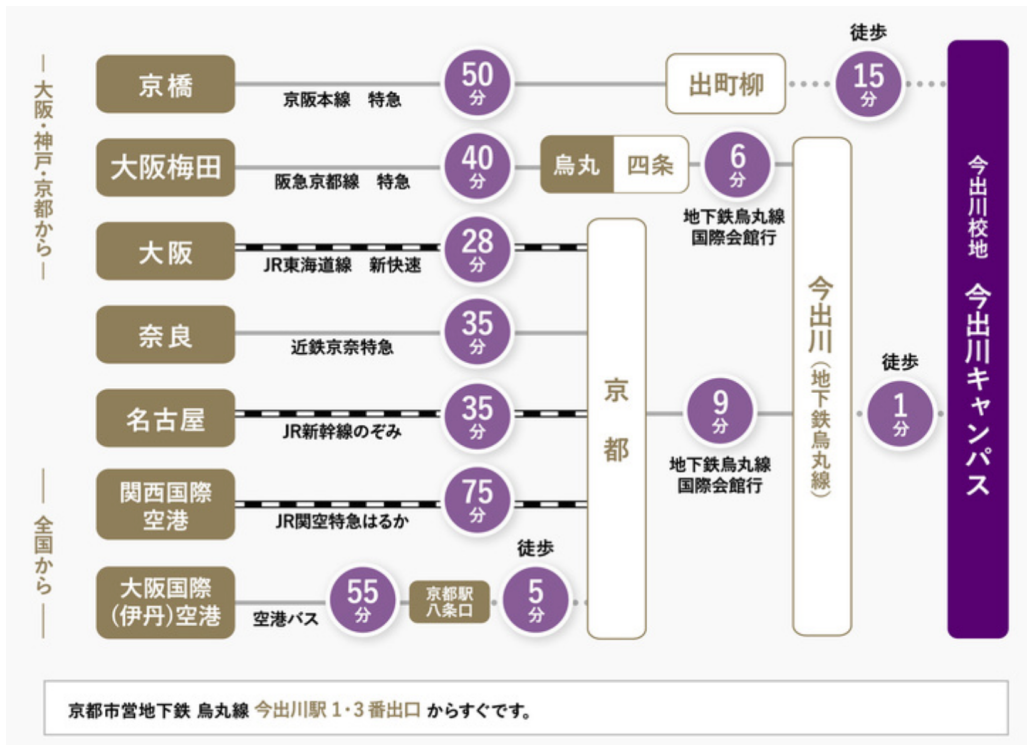 大阪・神戸・京都から
京橋
京阪本線 特急
50
分
出町柳
徒歩
15
分
大阪梅田
阪急京都線 特急
40
分
烏丸
四条
6
分
地下鉄烏丸線
国際会館行
大阪
JR東海道線 新快速
28
分
奈良
近鉄京奈特急
35
分
名古屋
JR新幹線のぞみ
35
分
全国から
関西国際
空港
JR関空特急はるか
75
分
大阪国際
(伊丹)空港
空港バス
55
分
京都駅
八条口
徒歩
5
分
京都
9
分
地下鉄烏丸線
国際会館行
今出川(地下鉄烏丸線)
徒歩
1
分
今出川校地 今出川キャンパス
京都市営地下鉄 烏丸線 今出川駅 1・3 番出口 からすぐです。